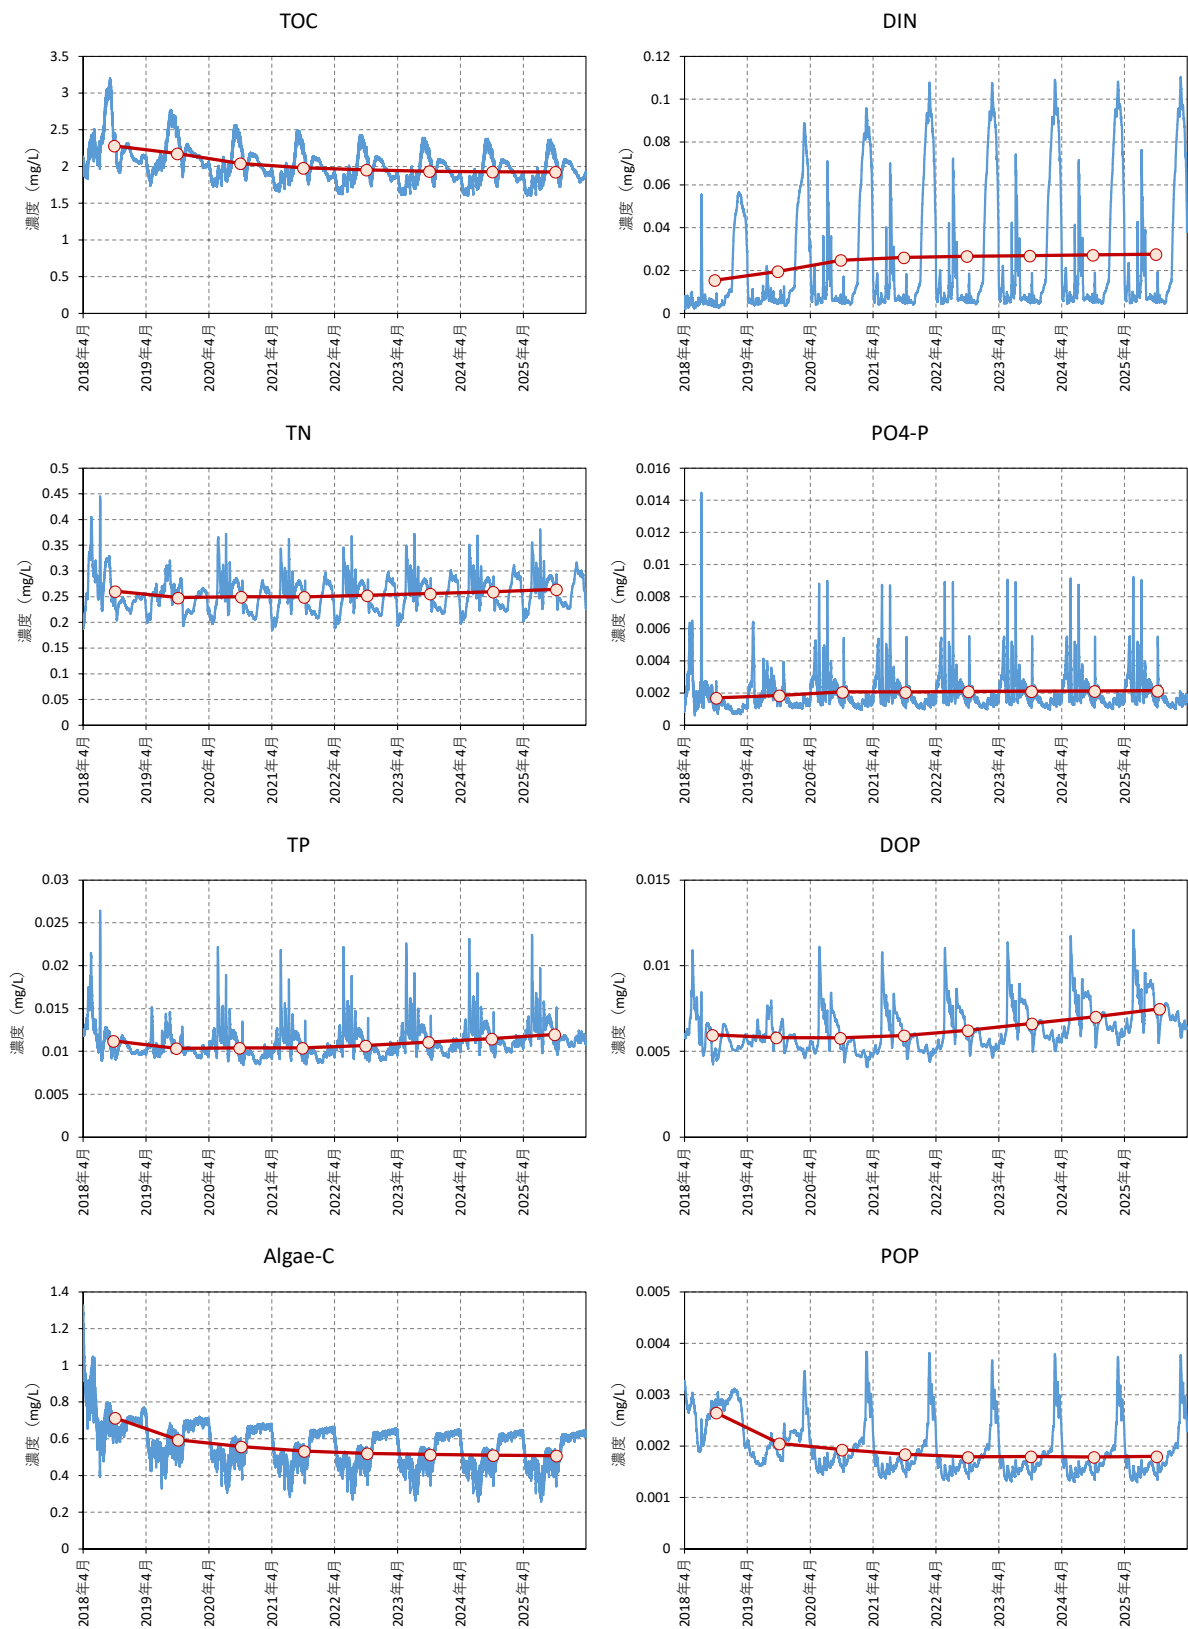 TOC
濃度（mg/L）
3.5
3
2.5
2
1.5
1
0.5
0
2018年4月
2019年4月
2020年4月
2021年4月
2022年4月
2023年4月
2024年4月
2025年4月
DIN
濃度（mg/L）
0.12
0.1
0.08
0.06
0.04
0.02
0
2018年4月
2019年4月
2020年4月
2021年4月
2022年4月
2023年4月
2024年4月
2025年4月
TN
濃度（mg/L）
0.5
0.45
0.4
0.35
0.3
0.25
0.2
0.15
0.1
0.05
0
2018年4月
2019年4月
2020年4月
2021年4月
2022年4月
2023年4月
2024年4月
2025年4月
PO4-P
濃度（mg/L）
0.016
0.014
0.012
0.01
0.008
0.006
0.004
0.002
0
2018年4月
2019年4月
2020年4月
2021年4月
2022年4月
2023年4月
2024年4月
2025年4月
TP
濃度（mg/L）
0.03
0.025
0.02
0.015
0.01
0.005
0
2018年4月
2019年4月
2020年4月
2021年4月
2022年4月
2023年4月
2024年4月
2025年4月
DOP
濃度（mg/L）
0.015
0.01
0.005
0
2018年4月
2019年4月
2020年4月
2021年4月
2022年4月
2023年4月
2024年4月
2025年4月
Algae-C
濃度（mg/L）
1.4
1.2
1
0.8
0.6
0.4
0.2
0
2018年4月
2019年4月
2020年4月
2021年4月
2022年4月
2023年4月
2024年4月
2025年4月
POP
濃度（mg/L）
0.005
0.004
0.003
0.002
0.001
0
2018年4月
2019年4月
2020年4月
2021年4月
2022年4月
2023年4月
2024年4月
2025年4月